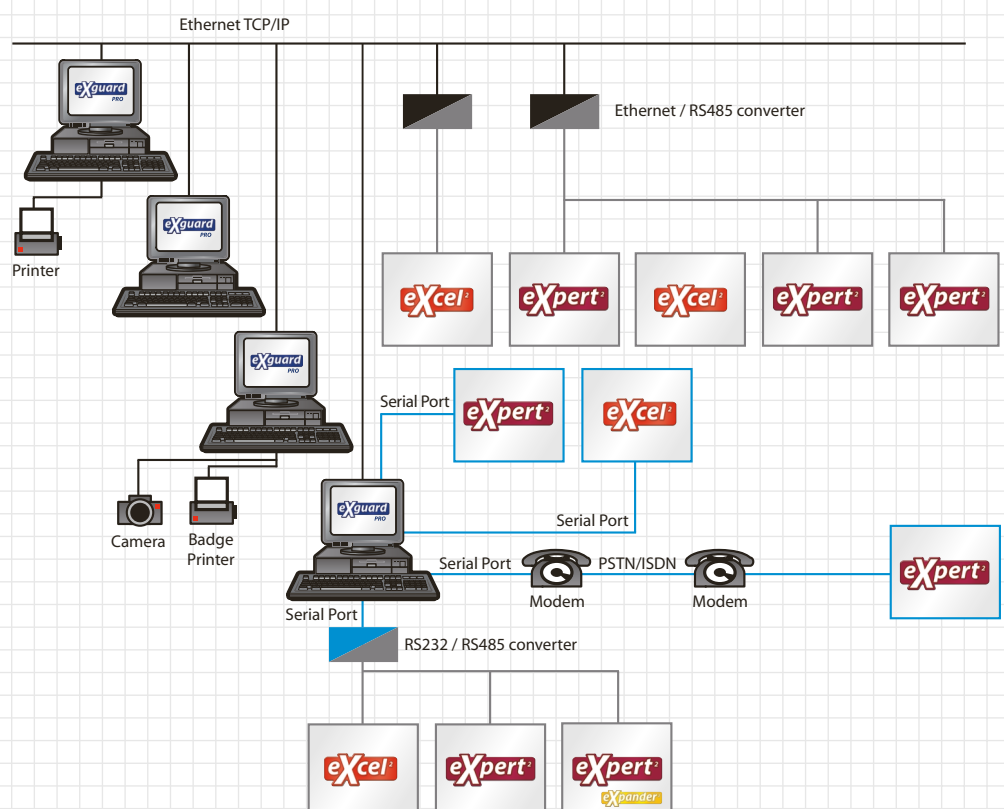 Ethernet TCP/IP
eXguard
PRO
Ethernet / RS485 converter
Printer
eXguard
PRO
eXcel²
eXpert²
eXcel²
eXpert²
eXpert²
eXguard
PRO
Serial Port
eXpert²
eXcel²
Camera
Badge
Printer
eXguard
PRO
Serial Port
Serial Port
PSTN/ISDN
eXpert²
Modem
Modem
Serial Port
RS232 / RS485 converter
eXcel²
eXpert²
eXpert²
eXpander